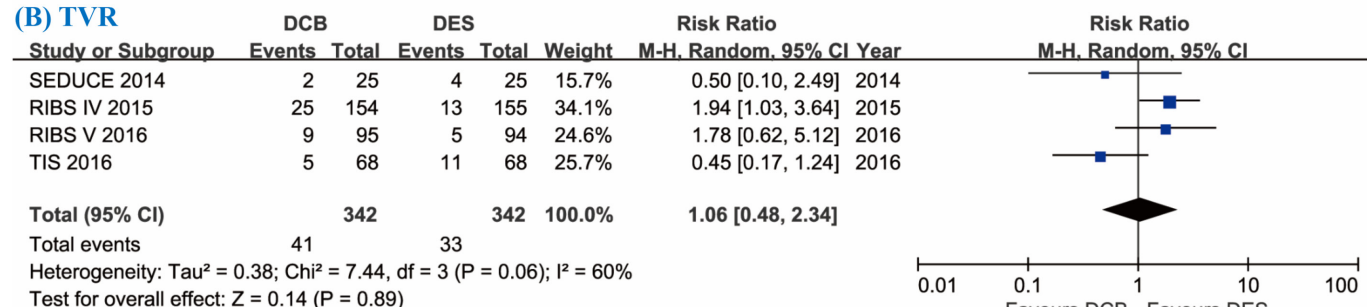 (B) TVR
DCB DES Risk Ratio Risk Ratio
Study or Subgroup Events Total Events Total Weight M-H, Random, 95% CI Year M-H, Random, 95% CI
SEDUCE 2014 2 25 4 25 15.7% 0.50 [0.10, 2.49] 2014
RIBS IV 2015 25 154 13 155 34.1% 1.94 [1.03, 3.64] 2015
RIBS V 2016 9 95 5 94 24.6% 1.78 [0.62, 5.12] 2016
TIS 2016 5 68 11 68 25.7% 0.45 [0.17, 1.24] 2016
Total (95% CI) 342 342 100.0% 1.06 [0.48, 2.34]
Total events 41 33
Heterogeneity: Tau² = 0.38; Chi² = 7.44, df = 3 (P = 0.06); I² = 60%
0.01 0.1 1 10 100
Test for overall effect: Z = 0.14 (P = 0.89)
Favours DCB Favours DES